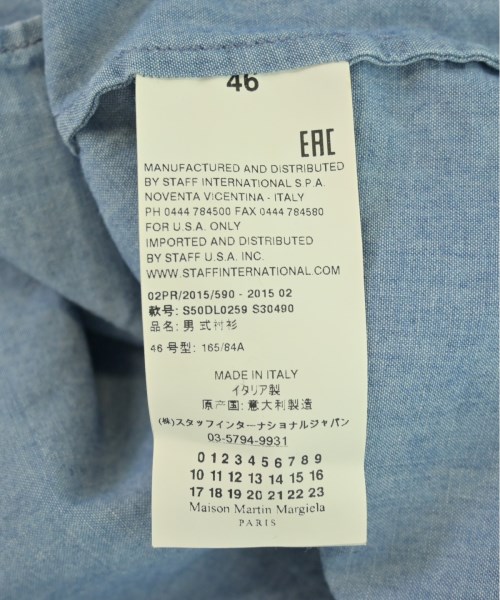 46
EAC
MANUFACTURED AND DISTRIBUTED
BY STAFF INTERNATIONAL S.P.A.
NOVENTA VICENTINA - ITALY
PH 0444 784500 FAX 0444 784580
FOR U.S.A. ONLY
IMPORTED AND DISTRIBUTED
BY STAFF U.S.A. INC.
WWW.STAFFINTERNATIONAL.COM
02PR/2015/590 - 2015 02
款号: S50DL0259 S30490
品名: 男式衬衫
46 号型: 165/84A
MADE IN ITALY
イタリア製
原产国: 意大利製造
(株)スタッフインターナショナルジャパン
03-5794-9931
0 1 2 3 4 5 6 7 8 9
10 11 12 13 14 15 16
17 18 19 20 21 22 23
Maison Martin Margiela
PARIS